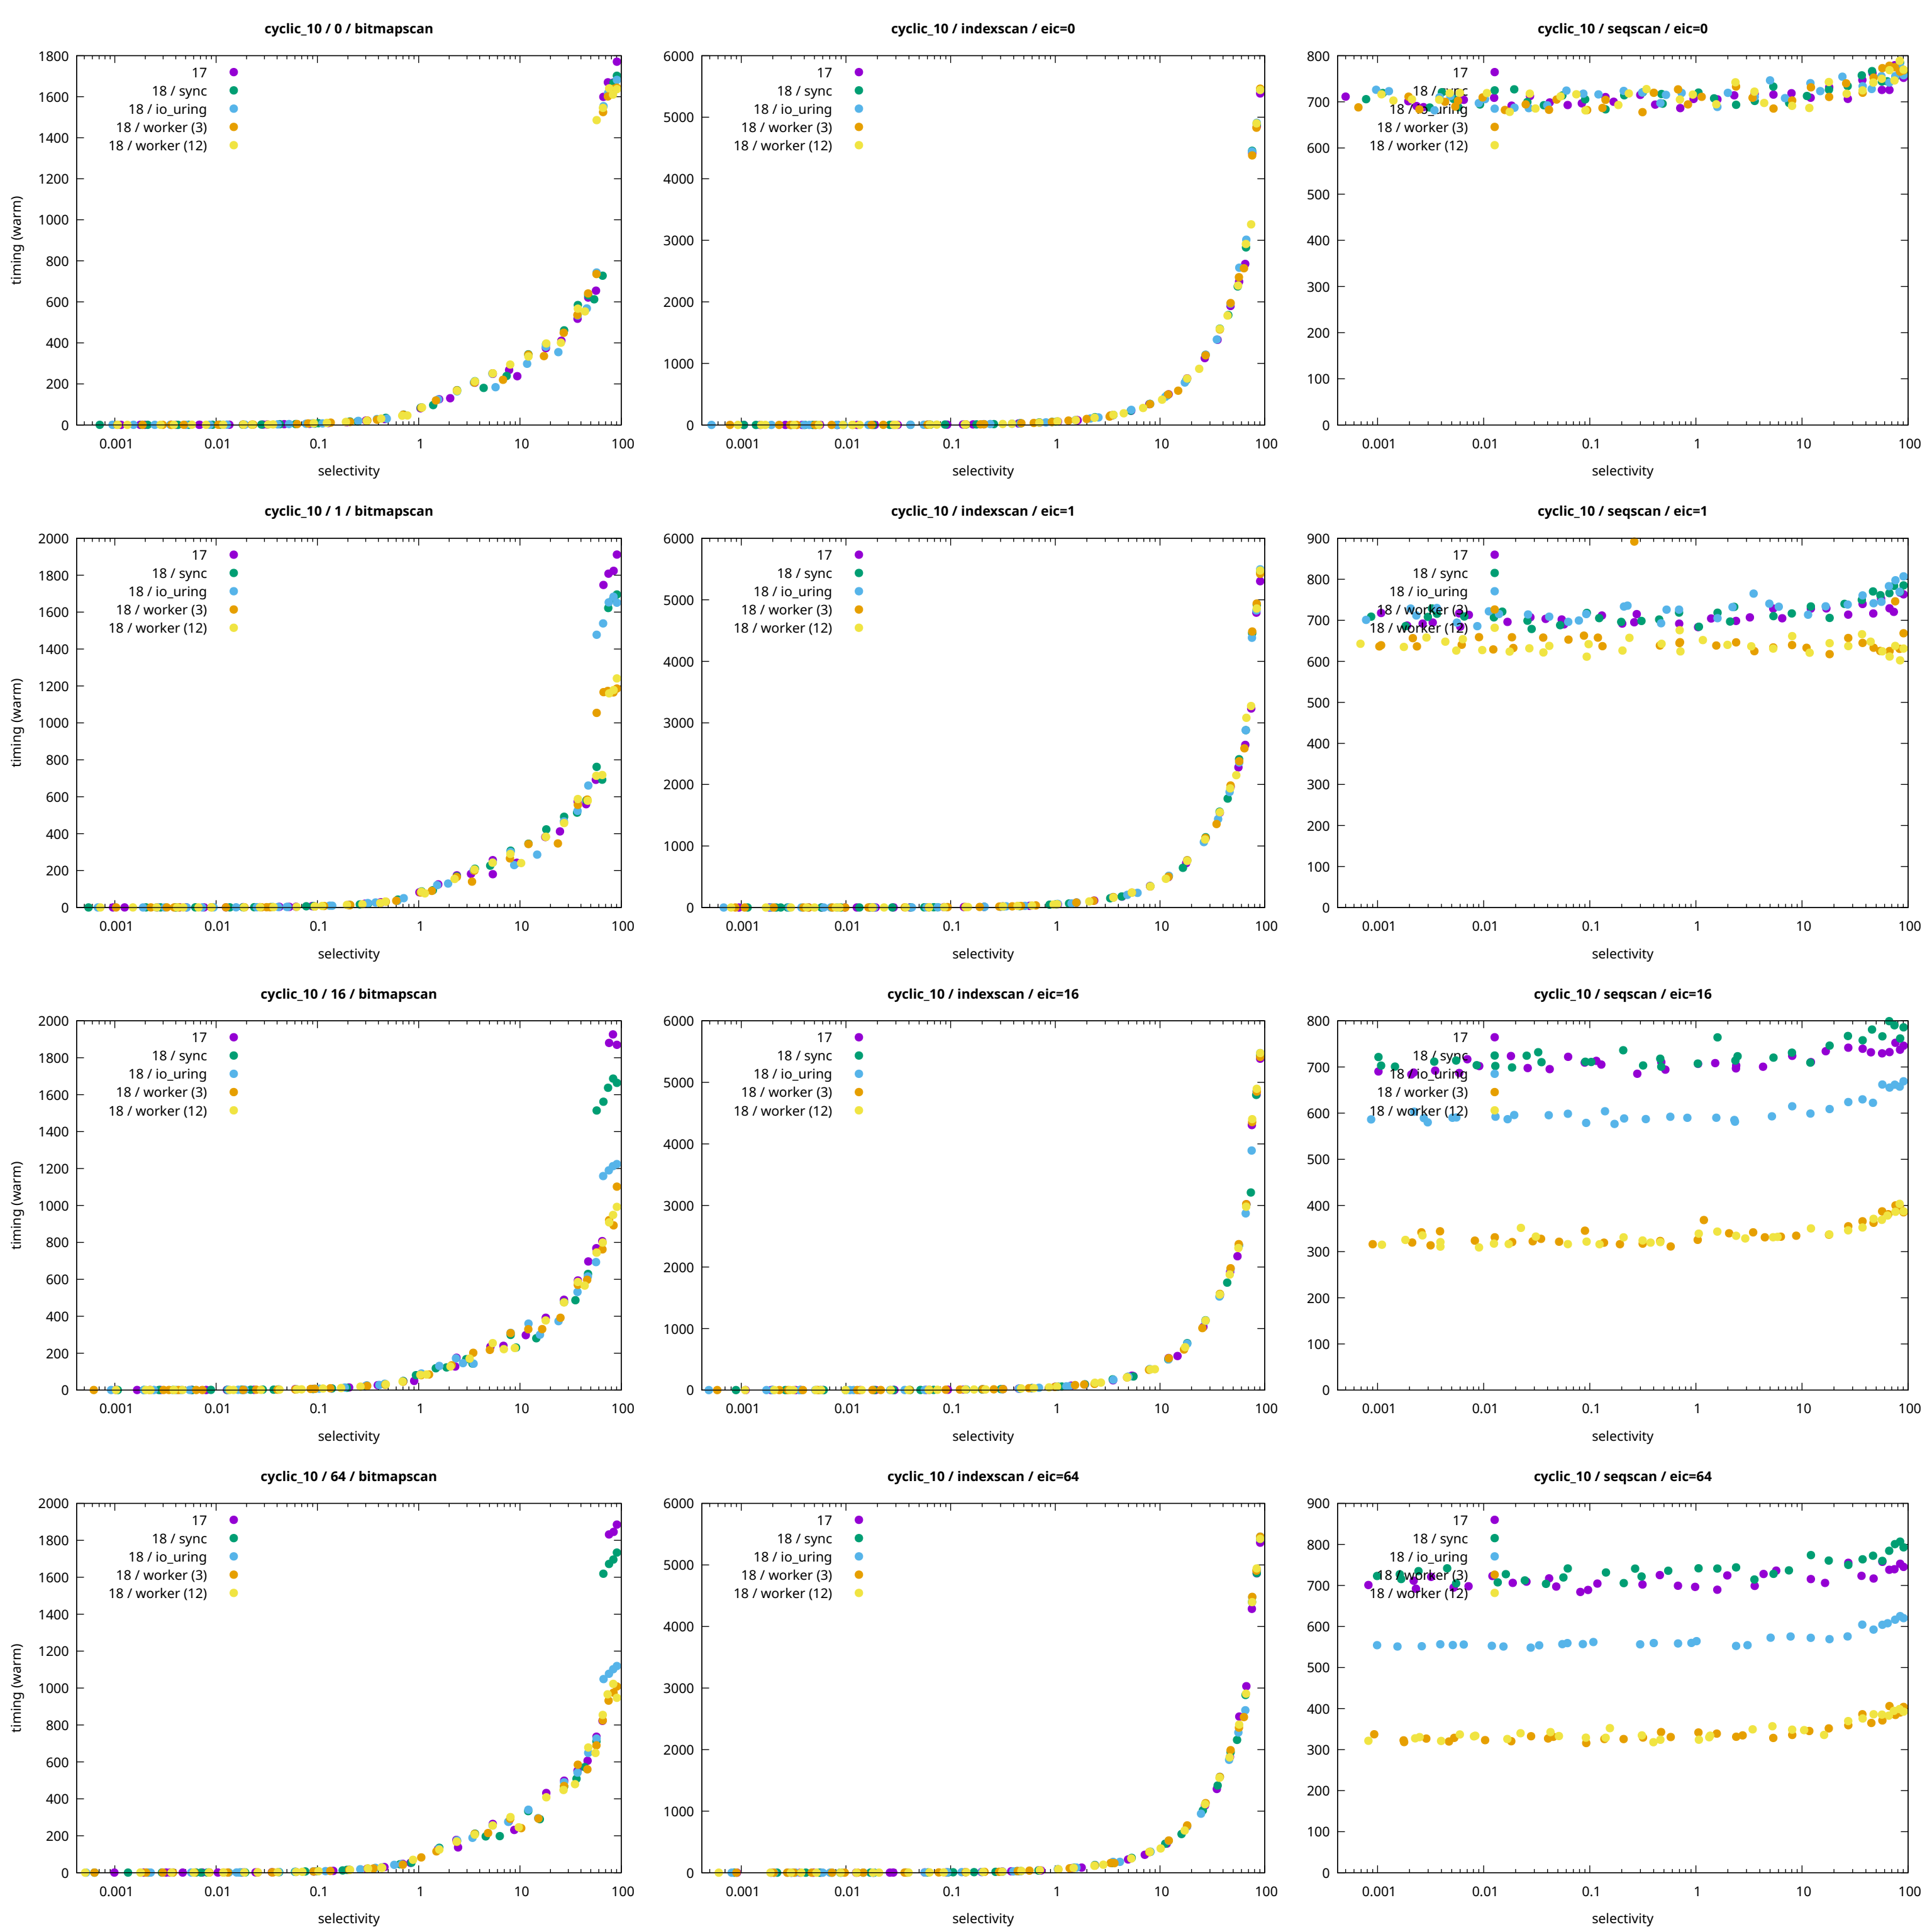 cyclic_10 / 0 / bitmapscan
timing (warm)
1800
1600
1400
1200
1000
800
600
400
200
0
17
18 / sync
18 / io_uring
18 / worker (3)
18 / worker (12)
0.001 0.01 0.1 1 10 100
selectivity
cyclic_10 / indexscan / eic=0
6000
5000
4000
3000
2000
1000
0
17
18 / sync
18 / io_uring
18 / worker (3)
18 / worker (12)
0.001 0.01 0.1 1 10 100
selectivity
cyclic_10 / seqscan / eic=0
800
700
600
500
400
300
200
100
0
17
18 / sync
18 / io_uring
18 / worker (3)
18 / worker (12)
0.001 0.01 0.1 1 10 100
selectivity
cyclic_10 / 1 / bitmapscan
timing (warm)
2000
1800
1600
1400
1200
1000
800
600
400
200
0
17
18 / sync
18 / io_uring
18 / worker (3)
18 / worker (12)
0.001 0.01 0.1 1 10 100
selectivity
cyclic_10 / indexscan / eic=1
6000
5000
4000
3000
2000
1000
0
17
18 / sync
18 / io_uring
18 / worker (3)
18 / worker (12)
0.001 0.01 0.1 1 10 100
selectivity
cyclic_10 / seqscan / eic=1
900
800
700
600
500
400
300
200
100
0
17
18 / sync
18 / io_uring
18 / worker (3)
18 / worker (12)
0.001 0.01 0.1 1 10 100
selectivity
cyclic_10 / 16 / bitmapscan
timing (warm)
2000
1800
1600
1400
1200
1000
800
600
400
200
0
17
18 / sync
18 / io_uring
18 / worker (3)
18 / worker (12)
0.001 0.01 0.1 1 10 100
selectivity
cyclic_10 / indexscan / eic=16
6000
5000
4000
3000
2000
1000
0
17
18 / sync
18 / io_uring
18 / worker (3)
18 / worker (12)
0.001 0.01 0.1 1 10 100
selectivity
cyclic_10 / seqscan / eic=16
800
700
600
500
400
300
200
100
0
17
18 / sync
18 / io_uring
18 / worker (3)
18 / worker (12)
0.001 0.01 0.1 1 10 100
selectivity
cyclic_10 / 64 / bitmapscan
timing (warm)
2000
1800
1600
1400
1200
1000
800
600
400
200
0
17
18 / sync
18 / io_uring
18 / worker (3)
18 / worker (12)
0.001 0.01 0.1 1 10 100
selectivity
cyclic_10 / indexscan / eic=64
6000
5000
4000
3000
2000
1000
0
17
18 / sync
18 / io_uring
18 / worker (3)
18 / worker (12)
0.001 0.01 0.1 1 10 100
selectivity
cyclic_10 / seqscan / eic=64
900
800
700
600
500
400
300
200
100
0
17
18 / sync
18 / io_uring
18 / worker (3)
18 / worker (12)
0.001 0.01 0.1 1 10 100
selectivity